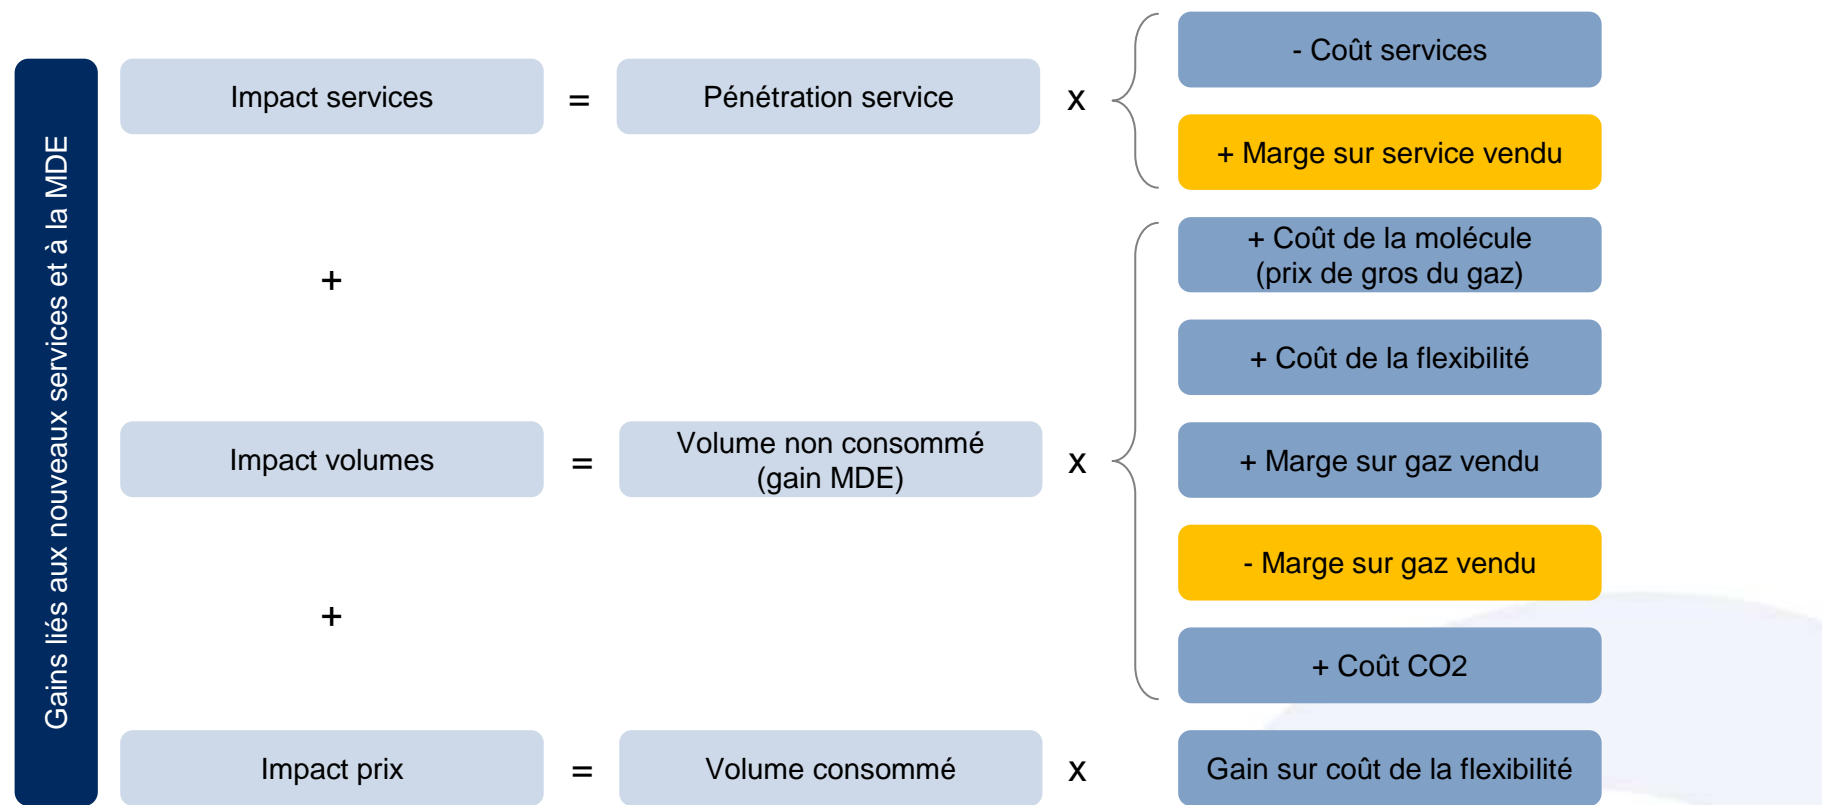 Gains liés aux nouveaux services et à la MDE
Impact services
=
Pénétration service
x
- Coût services
+ Marge sur service vendu
+
Impact volumes
=
Volume non consommé
(gain MDE)
x
+ Coût de la molécule
(prix de gros du gaz)
+ Coût de la flexibilité
+ Marge sur gaz vendu
- Marge sur gaz vendu
+ Coût CO2
+
Impact prix
=
Volume consommé
x
Gain sur coût de la flexibilité